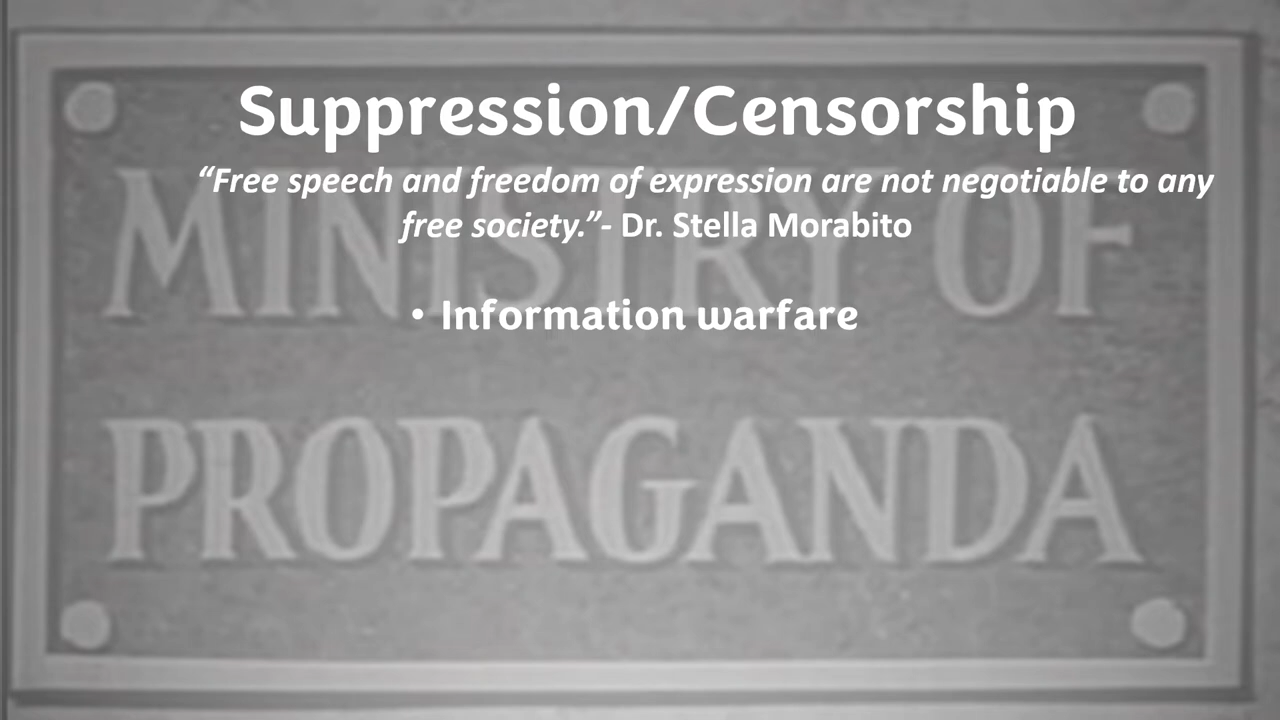 Suppression/Censorship
“Free speech and freedom of expression are not negotiable to any
free society.”- Dr. Stella Morabito
• Information warfare
MINISTRY OF
PROPAGANDA